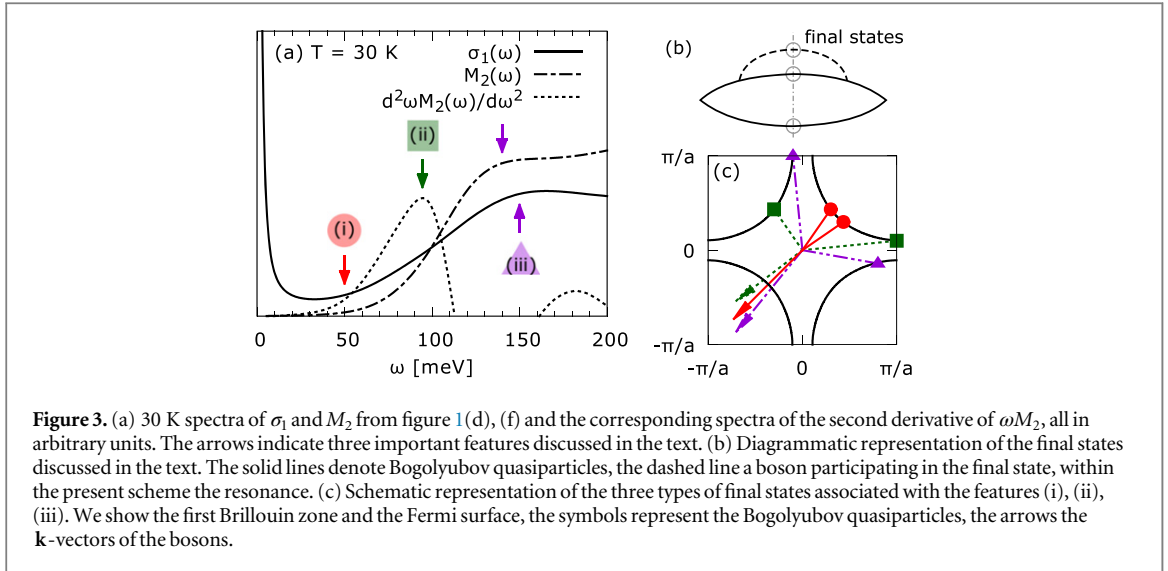 (a) T = 30 K
σ₁(ω)
M₂(ω)
d²ωM₂(ω)/dω²
(i)
(ii)
(iii)
0 50 100 150 200
ω [meV]
(b)
final states
(c)
π/a
0
-π/a
-π/a 0 π/a
Figure 3. (a) 30 K spectra of σ₁ and M₂ from figure 1(d), (f) and the corresponding spectra of the second derivative of ωM₂, all in
arbitrary units. The arrows indicate three important features discussed in the text. (b) Diagrammatic representation of the final states
discussed in the text. The solid lines denote Bogolyubov quasiparticles, the dashed line a boson participating in the final state, within
the present scheme the resonance. (c) Schematic representation of the three types of final states associated with the features (i), (ii),
(iii). We show the first Brillouin zone and the Fermi surface, the symbols represent the Bogolyubov quasiparticles, the arrows the
k-vectors of the bosons.